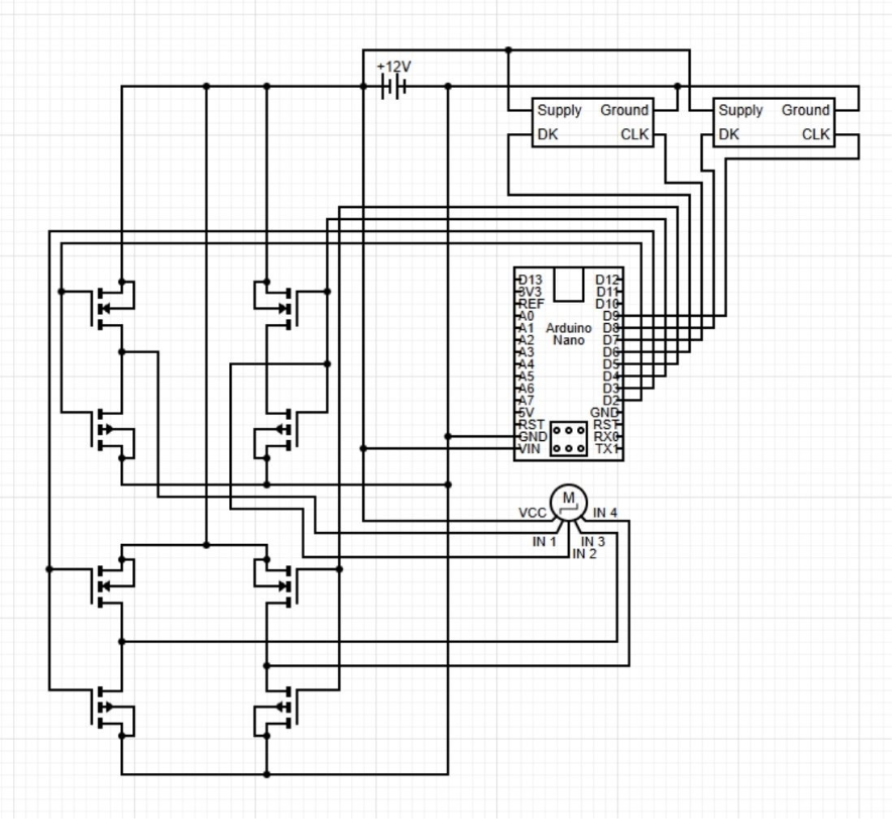 +12V
Supply Ground
DK CLK
Supply Ground
DK CLK
D13 D12
3V3 D11
REF D10
A0 D9
A1 Arduino D8
A2 Nano D7
A3 D6
A4 D5
A5 D4
A6 D3
A7 D2
5V GND
RST RST
GND RX0
VIN TX1
M
VCC IN 4
IN 1 IN 3
IN 2